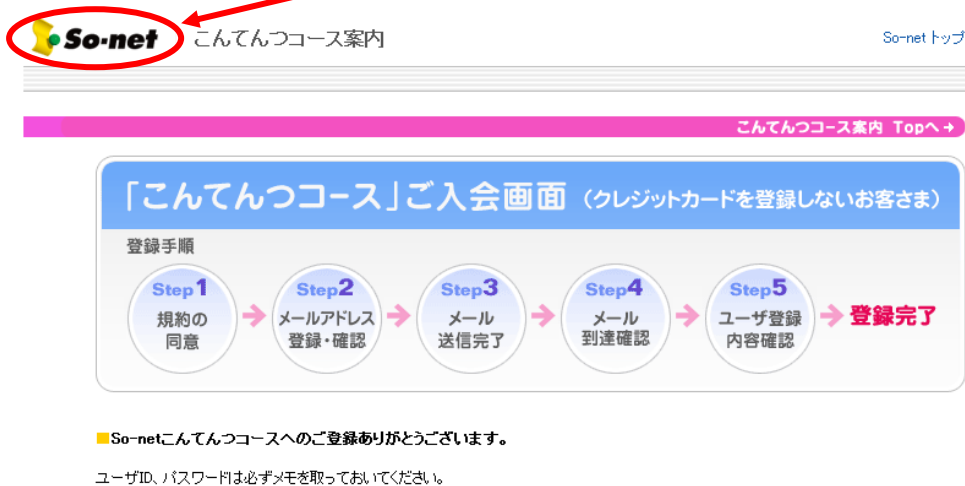 So-net こんてんつコース案内 So-net トップ
こんてんつコース案内 Topへ→
「こんてんつコース」ご入会画面（クレジットカードを登録しないお客さま）
登録手順
Step1
規約の
同意
Step2
メールアドレス
登録・確認
Step3
メール
送信完了
Step4
メール
到達確認
Step5
ユーザ登録
内容確認
登録完了
■So-netこんてんつコースへのご登録ありがとうございます。
ユーザID、パスワードは必ずメモを取っておいてください。